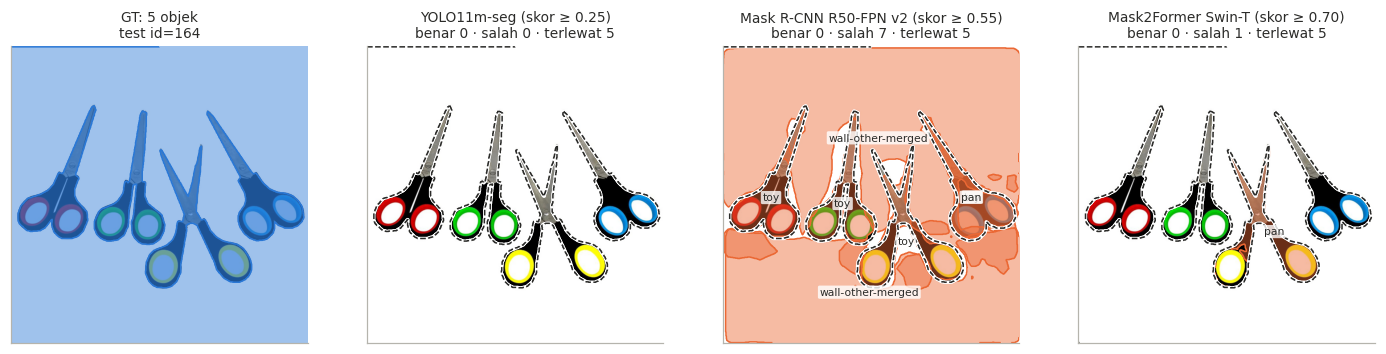 GT: 5 objek
test id=164
YOLO11m-seg (skor ≥ 0.25)
benar 0 · salah 0 · terlewat 5
Mask R-CNN R50-FPN v2 (skor ≥ 0.55)
benar 0 · salah 7 · terlewat 5
wall-other-merged
toy
toy
pan
toy
wall-other-merged
Mask2Former Swin-T (skor ≥ 0.70)
benar 0 · salah 1 · terlewat 5
pan